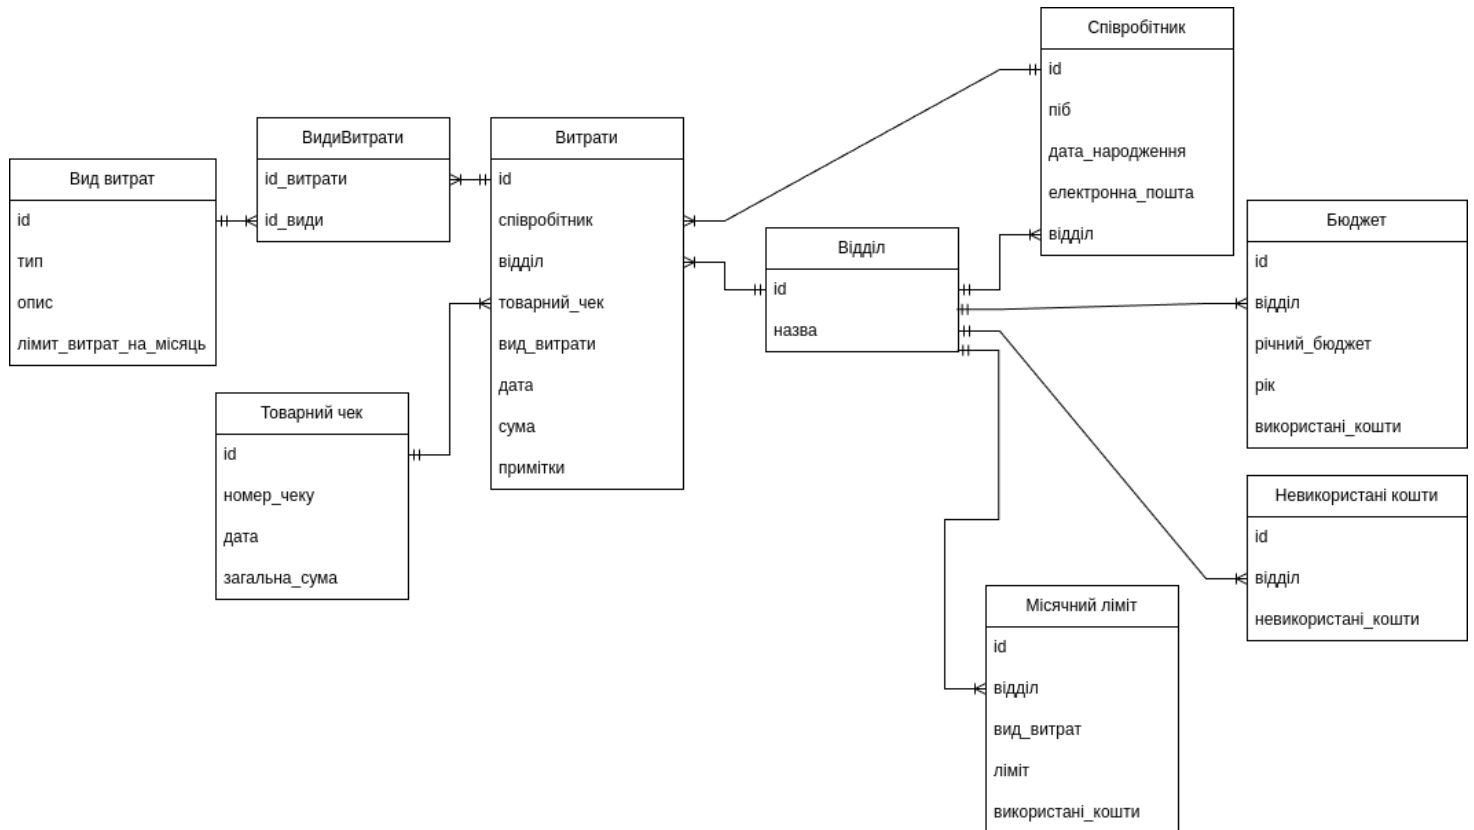 Вид витрат
id
тип
опис
лімит_витрат_на_місяць
ВидиВитрати
id_витрати
id_види
Товарний чек
id
номер_чеку
дата
загальна_сума
Витрати
id
співробітник
відділ
товарний_чек
вид_витрати
дата
сума
примітки
Відділ
id
назва
Співробітник
id
піб
дата_народження
електронна_пошта
відділ
Бюджет
id
відділ
річний_бюджет
рік
використані_кошти
Невикористані кошти
id
відділ
невикористані_кошти
Місячний ліміт
id
відділ
вид_витрат
ліміт
використані_кошти